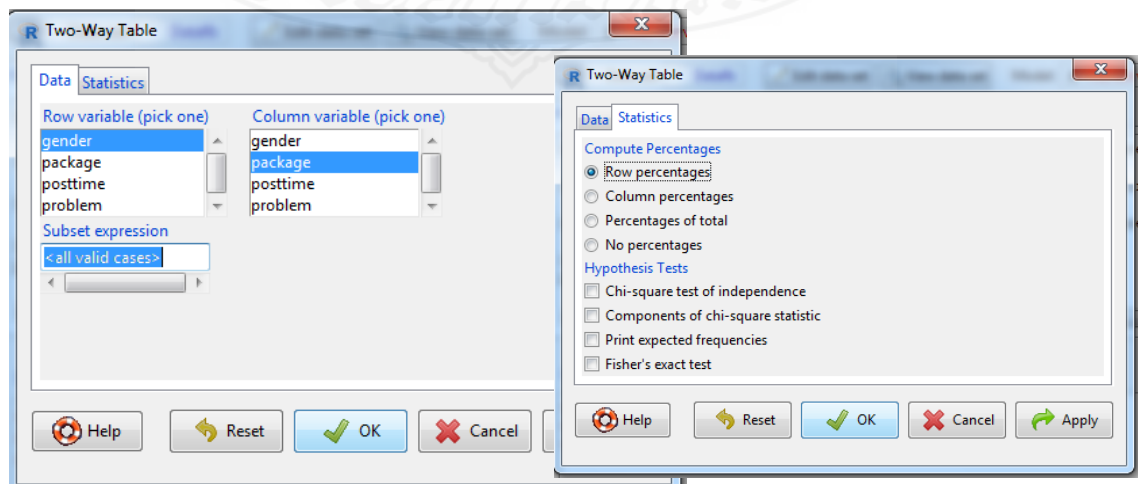 R Two-Way Table
Data Statistics
Row variable (pick one) Column variable (pick one)
gender gender
package package
posttime posttime
problem problem
Subset expression
<all valid cases>
Help Reset OK Cancel
R Two-Way Table
Data Statistics
Compute Percentages
Row percentages
Column percentages
Percentages of total
No percentages
Hypothesis Tests
Chi-square test of independence
Components of chi-square statistic
Print expected frequencies
Fisher's exact test
Help Reset OK Cancel Apply